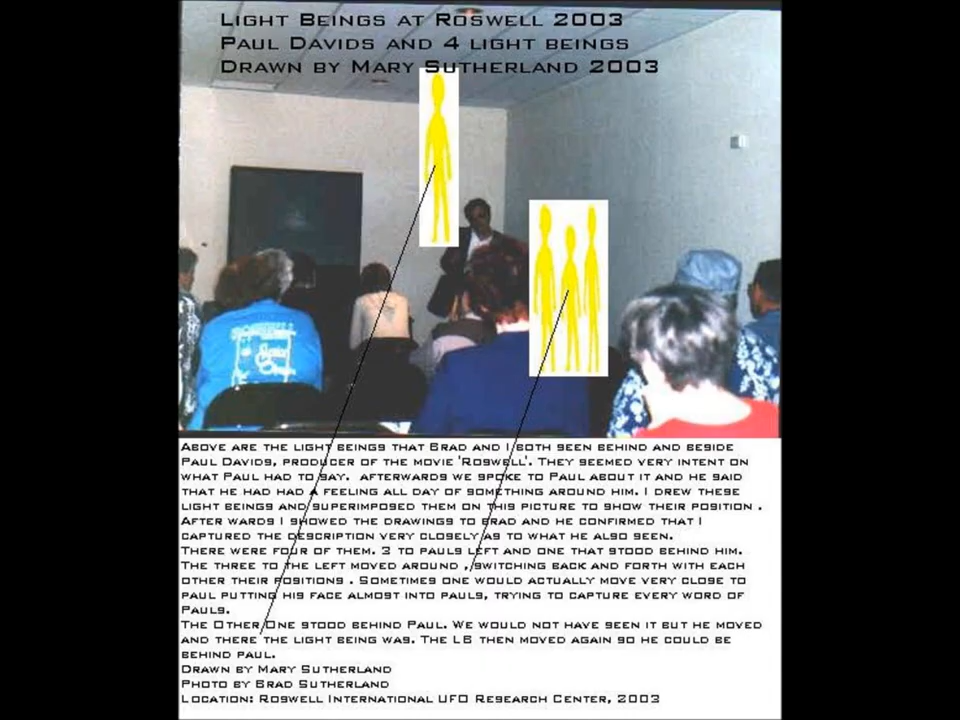 Light Beings at Roswell 2003
Paul Davids and 4 light beings
Drawn by Mary Sutherland 2003
Roswell
Above are the light beings that Brad and I both seen behind and beside
Paul Davids, producer of the movie 'Roswell'. They seemed very intent on
what Paul had to say. afterwards we spoke to Paul about it and he said
that he had had a feeling all day of something around him. I drew these
light beings and superimposed them on this picture to show their position .
After wards I showed the drawings to Brad and he confirmed that I
captured the description very closely as to what he also seen.
There were four of them. 3 to Pauls left and one that stood behind him.
The three to the left moved around , switching back and forth with each
other their positions . Sometimes one would actually move very close to
Paul putting his face almost into Pauls, trying to capture every word of
Pauls.
The Other One stood behind Paul. We would not have seen it but he moved
and there the light being was. The LB then moved again so he could be
behind Paul.
Drawn by Mary Sutherland
Photo by Brad Sutherland
Location: Roswell International UFO Research Center, 2003